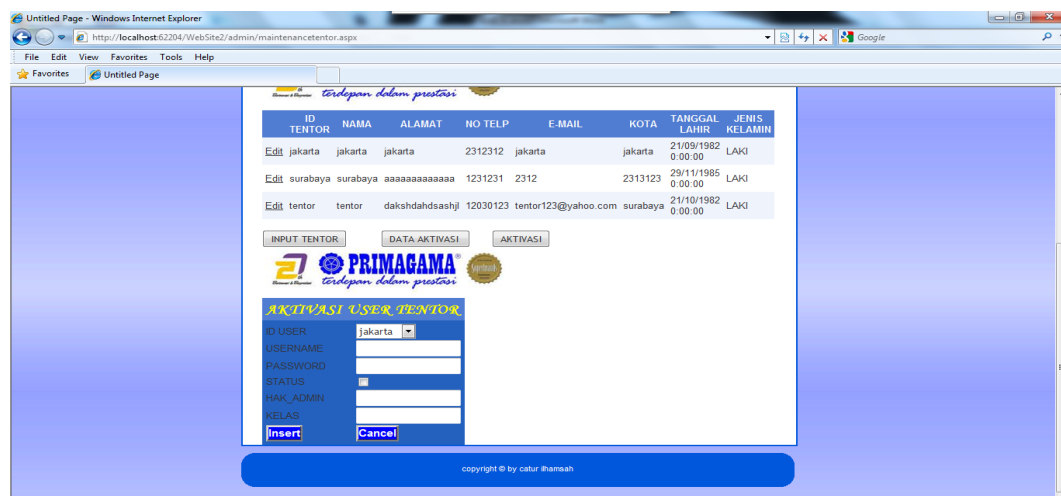 Untitled Page - Windows Internet Explorer
http://localhost:62204/WebSite2/admin/maintenancetentor.aspx
Google
File Edit View Favorites Tools Help
Favorites Untitled Page
terdepan dalam prestasi
ID TENTOR NAMA ALAMAT NO TELP E-MAIL KOTA TANGGAL LAHIR JENIS KELAMIN
Edit jakarta jakarta jakarta 2312312 jakarta jakarta 21/09/1982 0:00:00 LAKI
Edit surabaya surabaya aaaaaaaaaaaaa 1231231 2312 2313123 29/11/1985 0:00:00 LAKI
Edit tentor tentor dakshdahdsashjl 12030123 tentor123@yahoo.com surabaya 21/10/1982 0:00:00 LAKI
INPUT TENTOR DATA AKTIVASI AKTIVASI
27 th PRIMAGAMA®
terdepan dalam prestasi
Superbrands
AKTIVASI USER TENTOR
ID USER jakarta
USERNAME
PASSWORD
STATUS
HAK_ADMIN
KELAS
Insert Cancel
copyright © by catur ilhamsah